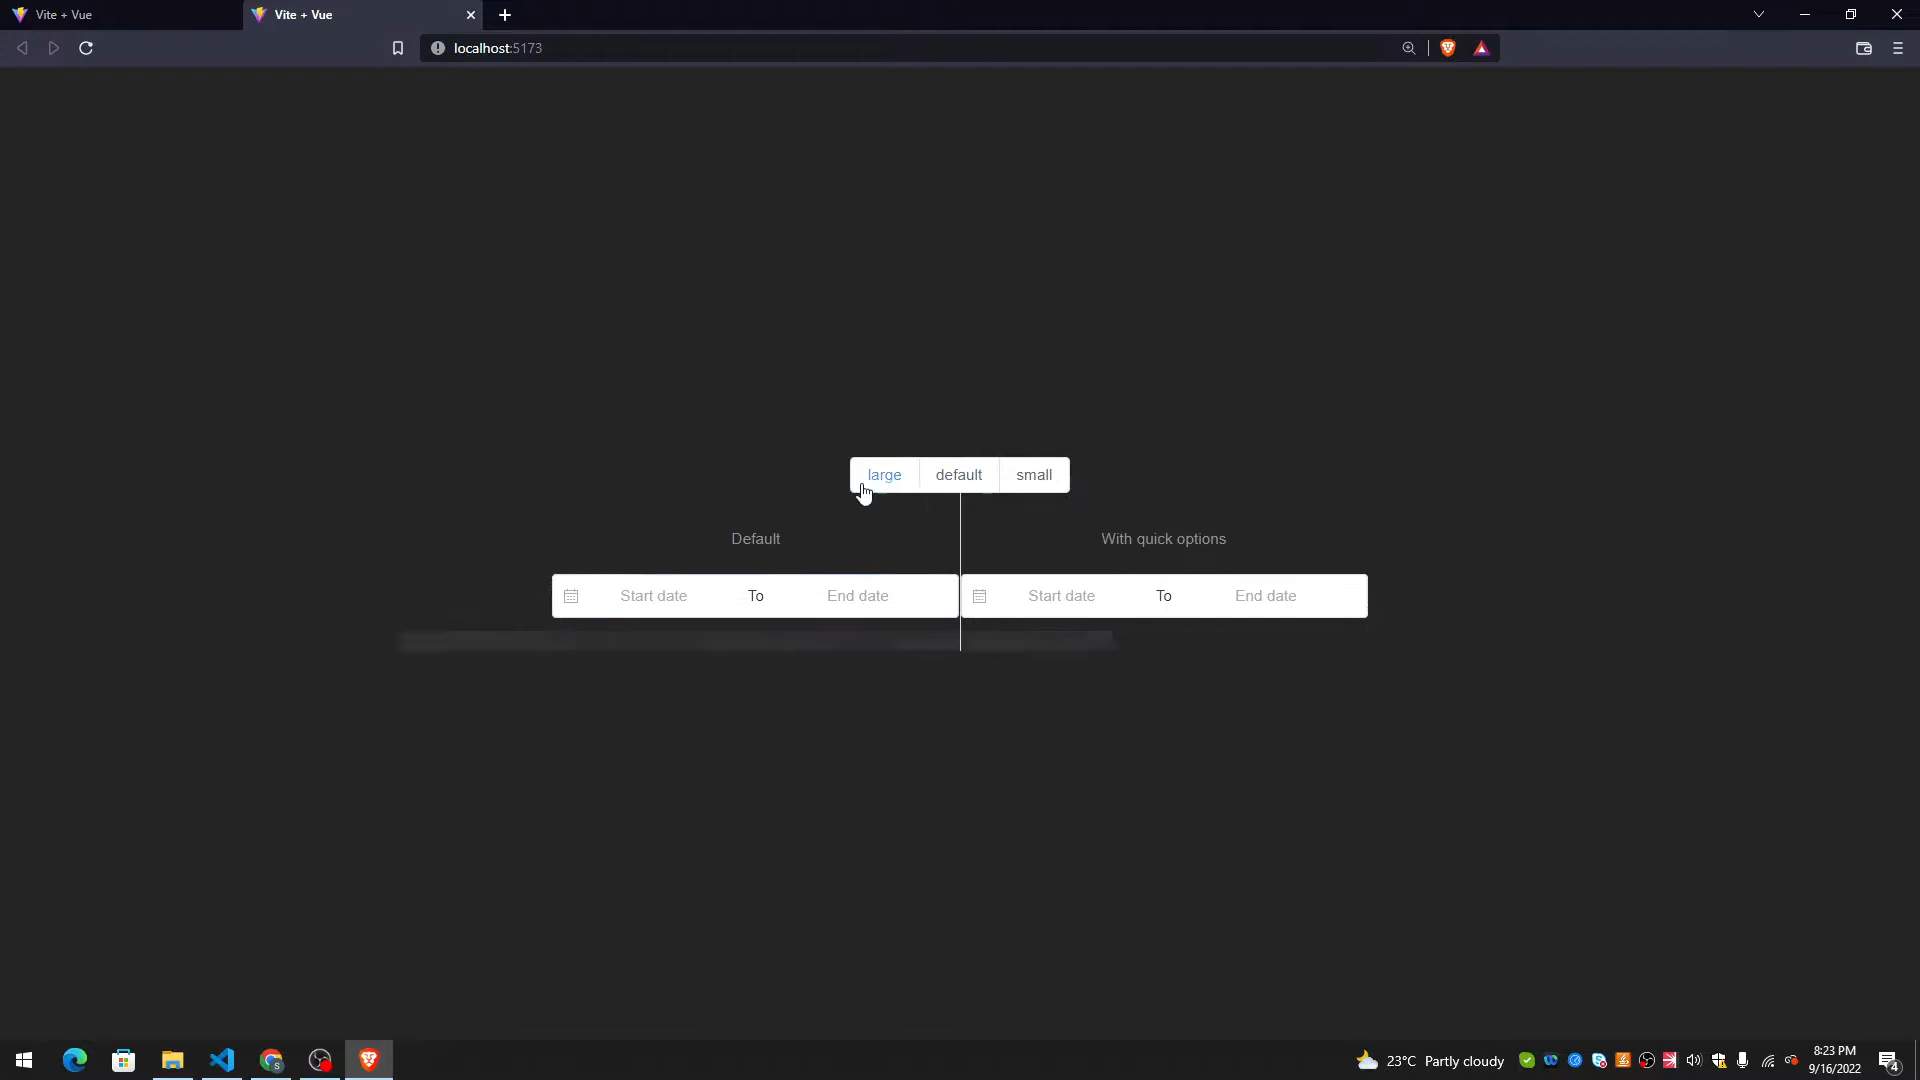 Vite + Vue
Vite + Vue
localhost:5173
large default small
Default
With quick options
Start date To End date
Start date To End date
23°C Partly cloudy
8:23 PM
9/16/2022
4